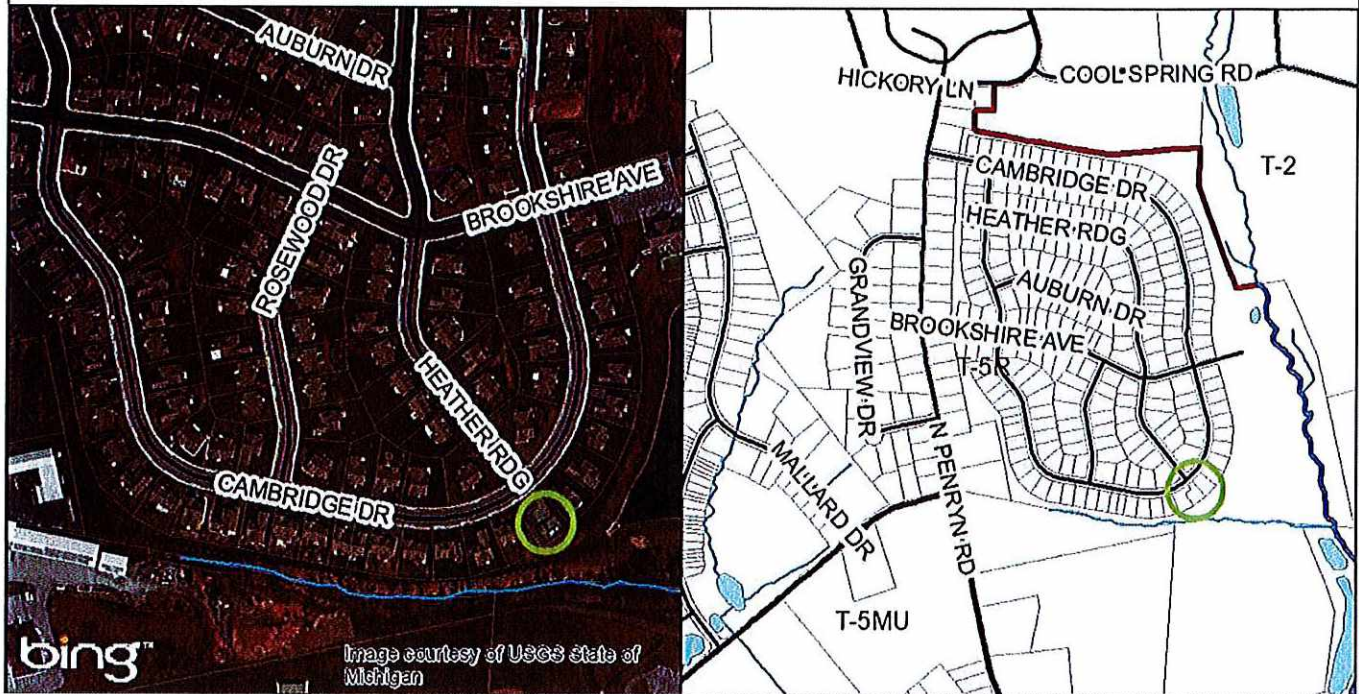 AUBURN DR
ROSEWOOD DR
BROOKSHIRE AVE
HEATHER RDG
CAMBRIDGE DR
bing™
Image courtesy of USGS State of
Michigan
HICKORY LN
COOL SPRING RD
T-2
CAMBRIDGE DR
HEATHER RDG
AUBURN DR
GRANDVIEW DR
BROOKSHIRE AVE
T-5R
N PENRYN RD
MALLARD DR
T-5MU